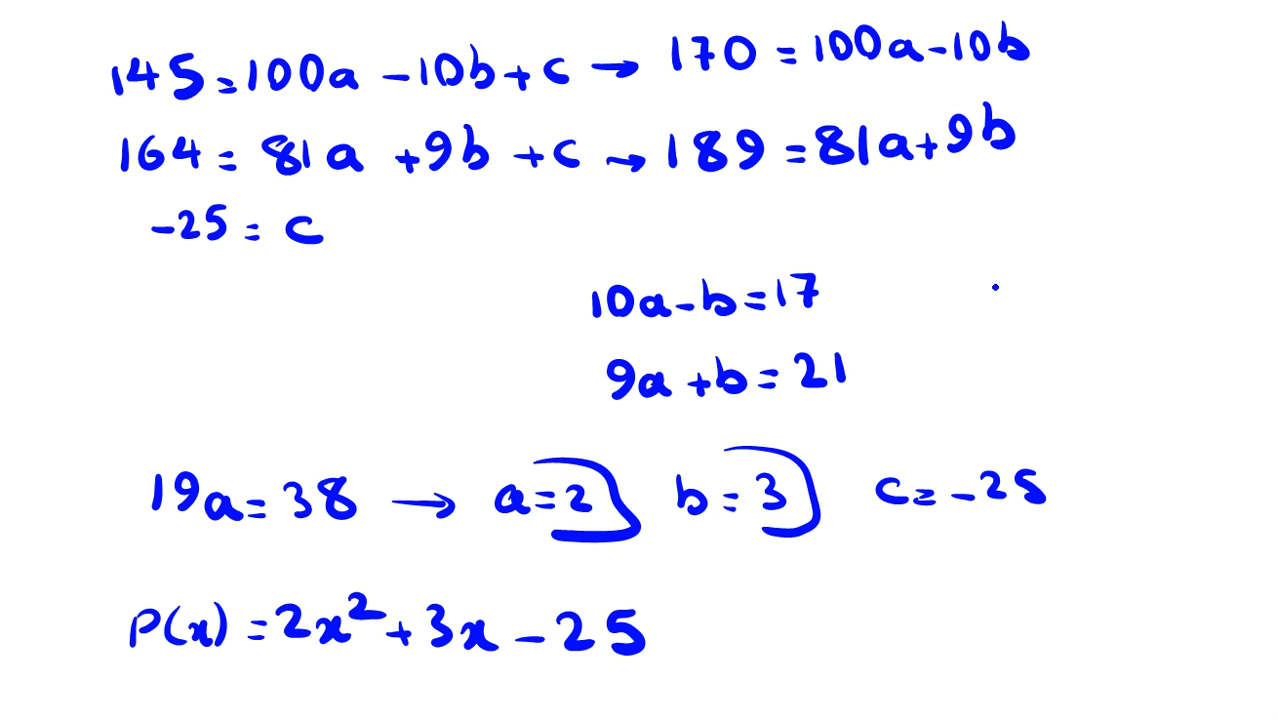 145=100a-10b+c → 170=100a-10b
164=81a+9b+c → 189=81a+9b
-25=c
10a-b=17
9a+b=21
19a=38 → a=2 b=3 c=-25
P(x)=2x²+3x-25